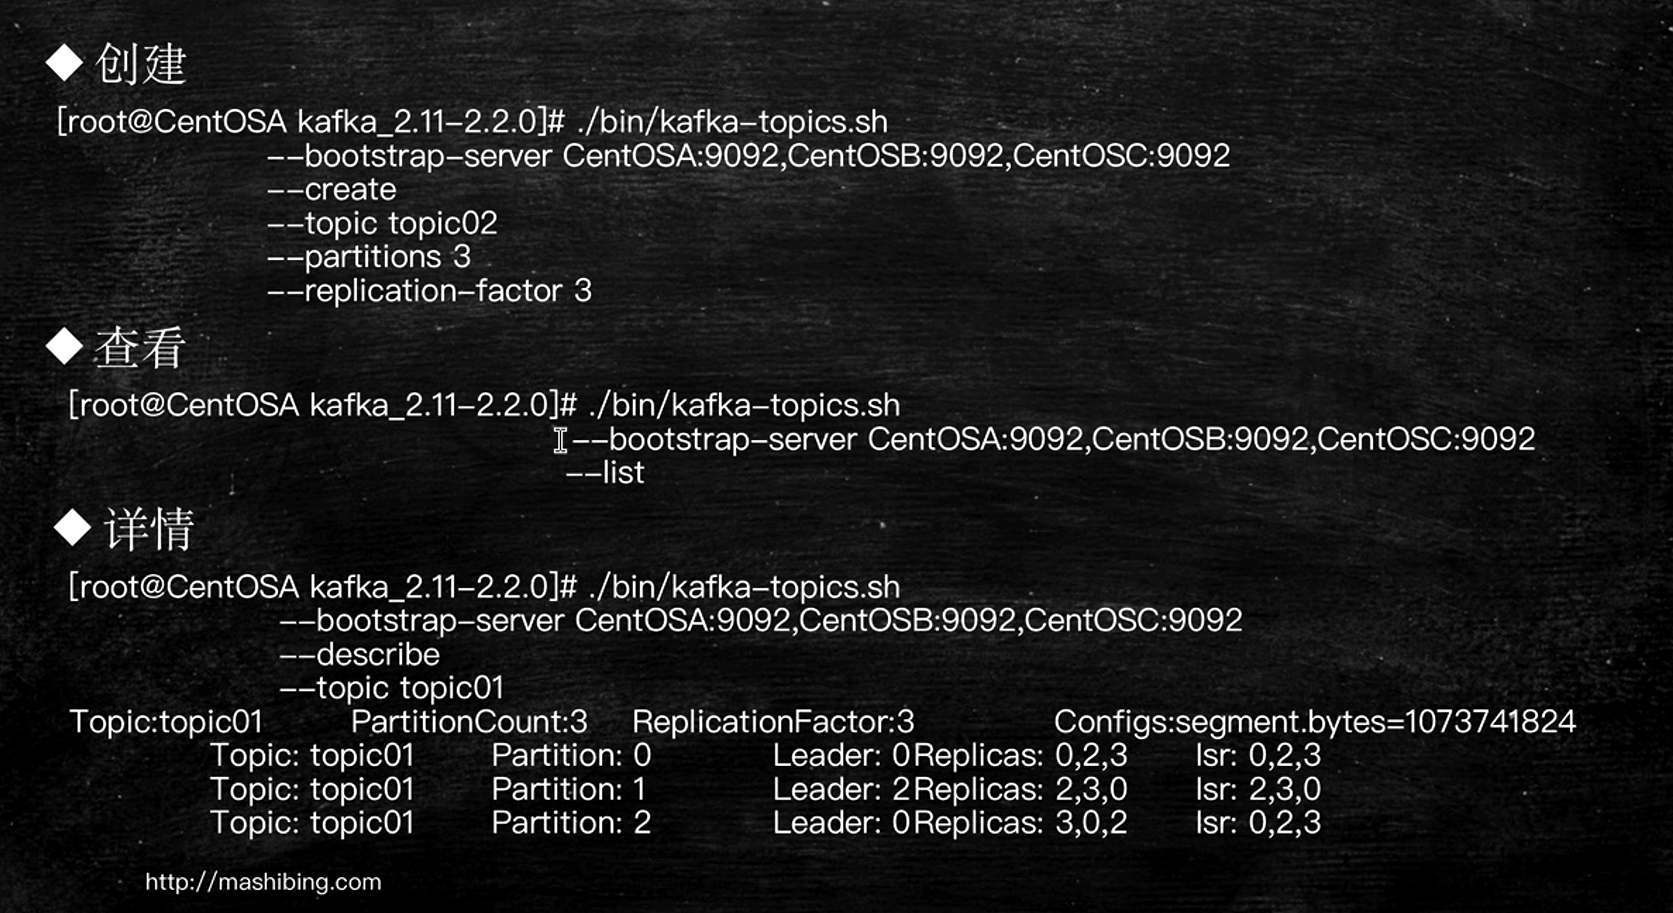 ◆ 创建
[root@CentOSA kafka_2.11-2.2.0]# ./bin/kafka-topics.sh
--bootstrap-server CentOSA:9092,CentOSB:9092,CentOSC:9092
--create
--topic topic02
--partitions 3
--replication-factor 3
◆ 查看
[root@CentOSA kafka_2.11-2.2.0]# ./bin/kafka-topics.sh
--bootstrap-server CentOSA:9092,CentOSB:9092,CentOSC:9092
--list
◆ 详情
[root@CentOSA kafka_2.11-2.2.0]# ./bin/kafka-topics.sh
--bootstrap-server CentOSA:9092,CentOSB:9092,CentOSC:9092
--describe
--topic topic01
Topic:topic01 PartitionCount:3 ReplicationFactor:3 Configs:segment.bytes=1073741824
Topic: topic01 Partition: 0 Leader: 0Replicas: 0,2,3 Isr: 0,2,3
Topic: topic01 Partition: 1 Leader: 2Replicas: 2,3,0 Isr: 2,3,0
Topic: topic01 Partition: 2 Leader: 0Replicas: 3,0,2 Isr: 0,2,3
http://mashibing.com